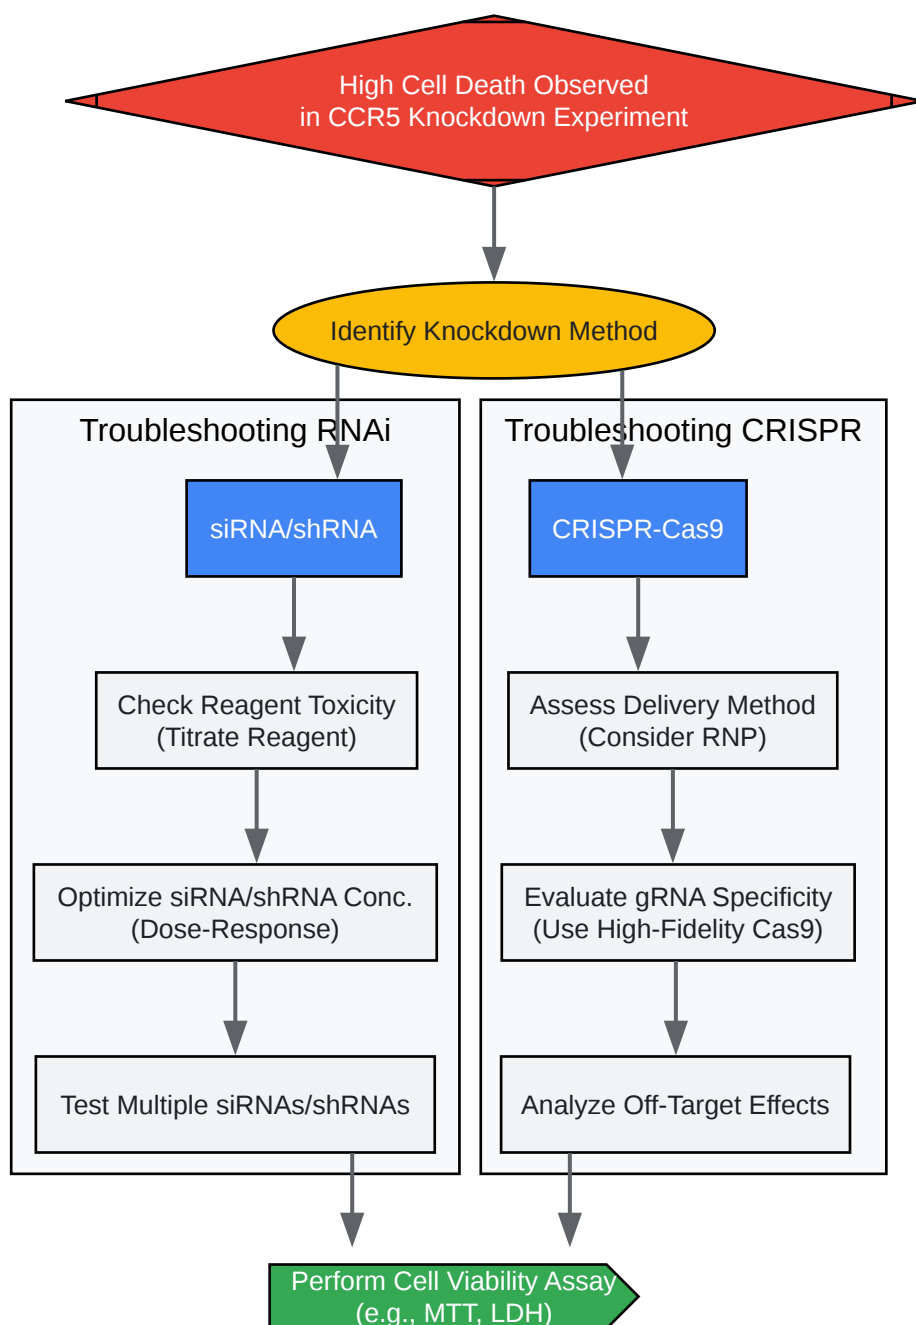 High Cell Death Observed
in CCR5 Knockdown Experiment
Identify Knockdown Method
Troubleshooting RNAi
siRNA/shRNA
Check Reagent Toxicity
(Titrate Reagent)
Optimize siRNA/shRNA Conc.
(Dose-Response)
Test Multiple siRNAs/shRNAs
Troubleshooting CRISPR
CRISPR-Cas9
Assess Delivery Method
(Consider RNP)
Evaluate gRNA Specificity
(Use High-Fidelity Cas9)
Analyze Off-Target Effects
Perform Cell Viability Assay
(e.g., MTT, LDH)